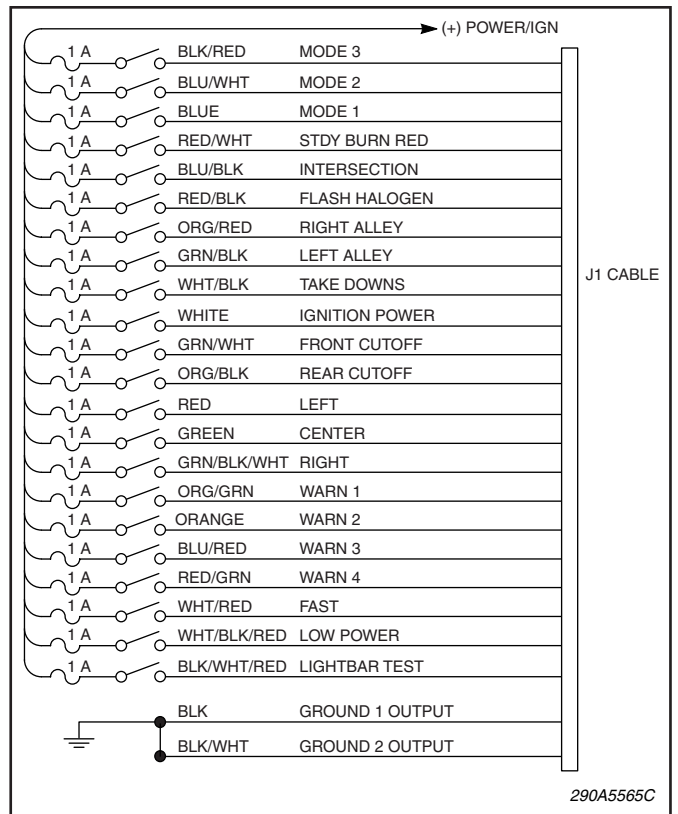 (+) POWER/IGN
1 A BLK/RED MODE 3
1 A BLU/WHT MODE 2
1 A BLUE MODE 1
1 A RED/WHT STDY BURN RED
1 A BLU/BLK INTERSECTION
1 A RED/BLK FLASH HALOGEN
1 A ORG/RED RIGHT ALLEY
1 A GRN/BLK LEFT ALLEY
J1 CABLE
1 A WHT/BLK TAKE DOWNS
1 A WHITE IGNITION POWER
1 A GRN/WHT FRONT CUTOFF
1 A ORG/BLK REAR CUTOFF
1 A RED LEFT
1 A GREEN CENTER
1 A GRN/BLK/WHT RIGHT
1 A ORG/GRN WARN 1
1 A ORANGE WARN 2
1 A BLU/RED WARN 3
1 A RED/GRN WARN 4
1 A WHT/RED FAST
1 A WHT/BLK/RED LOW POWER
1 A BLK/WHT/RED LIGHTBAR TEST
BLK GROUND 1 OUTPUT
BLK/WHT GROUND 2 OUTPUT
290A5565C